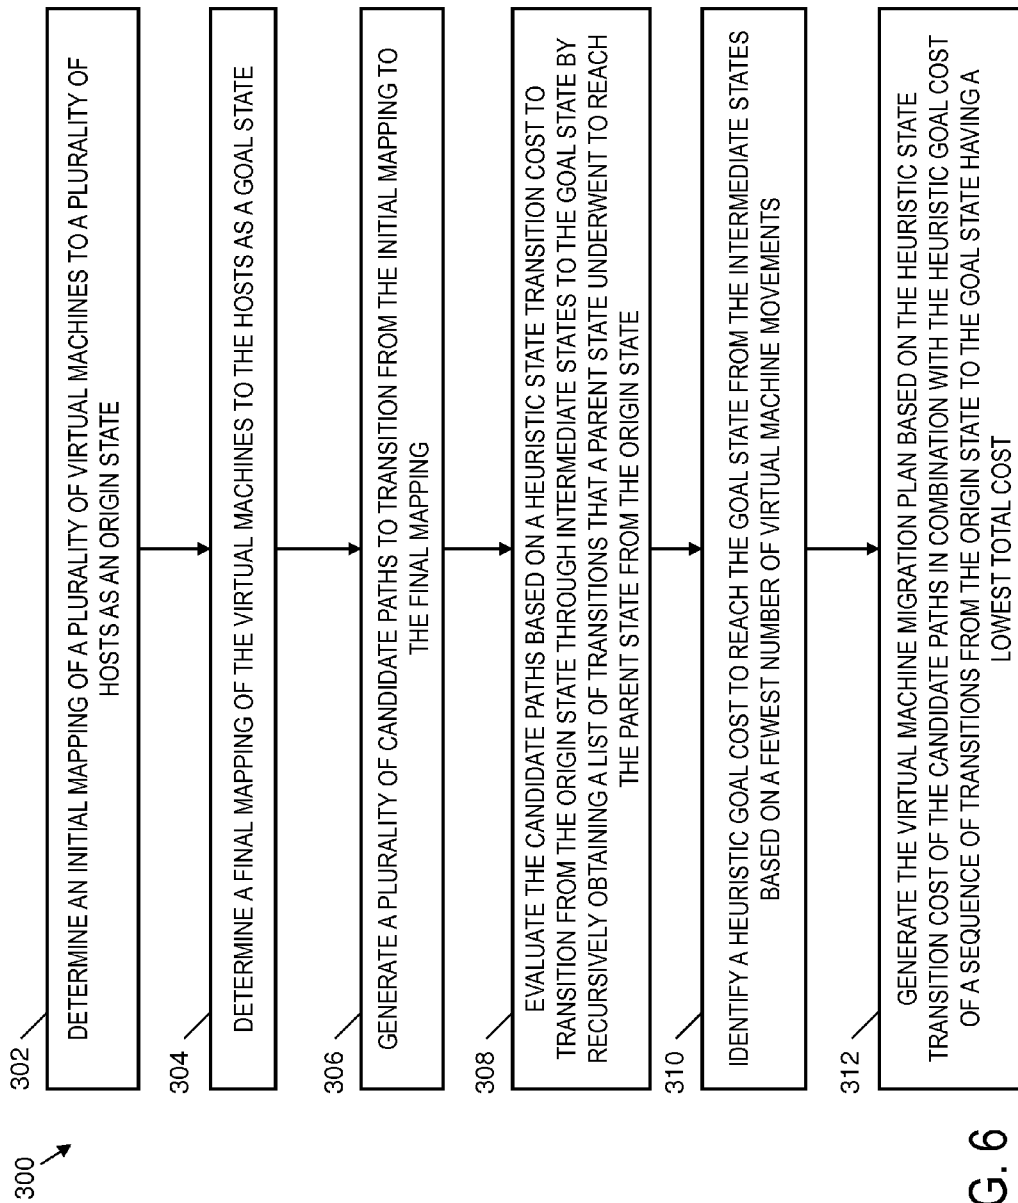 300
302
DETERMINE AN INITIAL MAPPING OF A PLURALITY OF VIRTUAL MACHINES TO A PLURALITY OF
HOSTS AS AN ORIGIN STATE
304
DETERMINE A FINAL MAPPING OF THE VIRTUAL MACHINES TO THE HOSTS AS A GOAL STATE
306
GENERATE A PLURALITY OF CANDIDATE PATHS TO TRANSITION FROM THE INITIAL MAPPING TO
THE FINAL MAPPING
308
EVALUATE THE CANDIDATE PATHS BASED ON A HEURISTIC STATE TRANSITION COST TO
TRANSITION FROM THE ORIGIN STATE THROUGH INTERMEDIATE STATES TO THE GOAL STATE BY
RECURSIVELY OBTAINING A LIST OF TRANSITIONS THAT A PARENT STATE UNDERWENT TO REACH
THE PARENT STATE FROM THE ORIGIN STATE
310
IDENTIFY A HEURISTIC GOAL COST TO REACH THE GOAL STATE FROM THE INTERMEDIATE STATES
BASED ON A FEWEST NUMBER OF VIRTUAL MACHINE MOVEMENTS
312
GENERATE THE VIRTUAL MACHINE MIGRATION PLAN BASED ON THE HEURISTIC STATE
TRANSITION COST OF THE CANDIDATE PATHS IN COMBINATION WITH THE HEURISTIC GOAL COST
OF A SEQUENCE OF TRANSITIONS FROM THE ORIGIN STATE TO THE GOAL STATE HAVING A
LOWEST TOTAL COST
G. 6